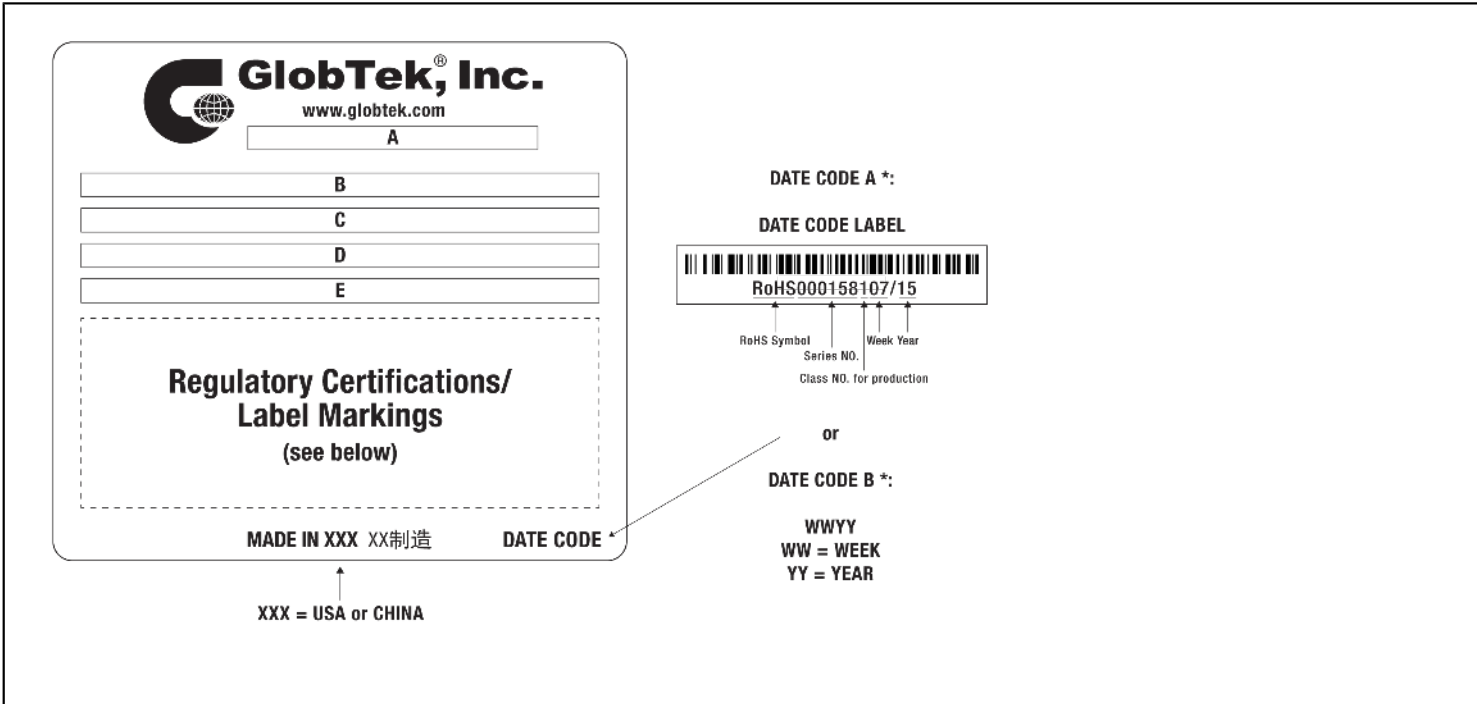 GlobTek,® Inc.
www.globtek.com
A
B
C
D
E
Regulatory Certifications/
Label Markings
(see below)
MADE IN XXX XX制造 DATE CODE
XXX = USA or CHINA
DATE CODE A *:
DATE CODE LABEL
RoHS000158107/15
RoHS Symbol
Week Year
Series NO.
Class NO. for production
or
DATE CODE B *:
WWYY
WW = WEEK
YY = YEAR